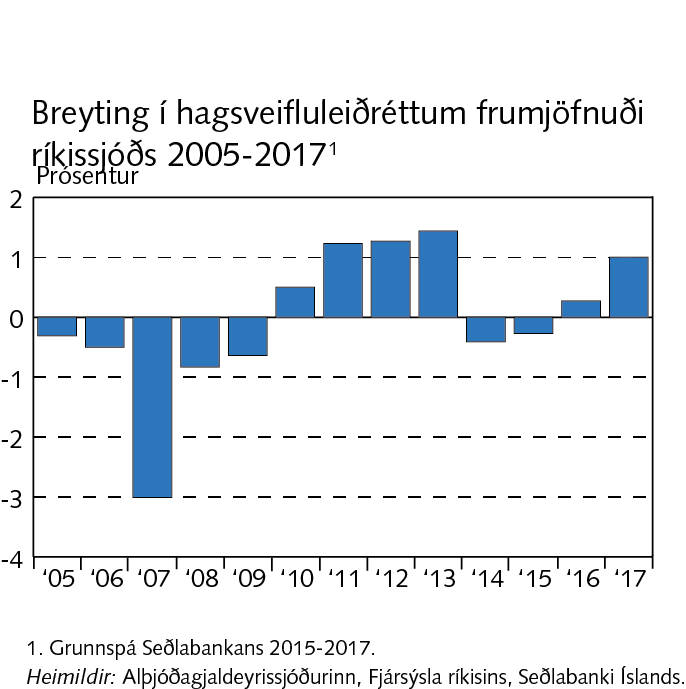 Breyting í hagsveifluleiðréttum frumjöfnuði
ríkissjóðs 2005-2017¹
Prósentur
2
1
0
-1
-2
-3
-4
‘05 ‘06 ‘07 ‘08 ‘09 ‘10 ‘11 ‘12 ‘13 ‘14 ‘15 ‘16 ‘17
1. Grunnspá Seðlabankans 2015-2017.
Heimildir: Alþjóðagjaldeyrissjóðurinn, Fjársýsla ríkisins, Seðlabanki Íslands.